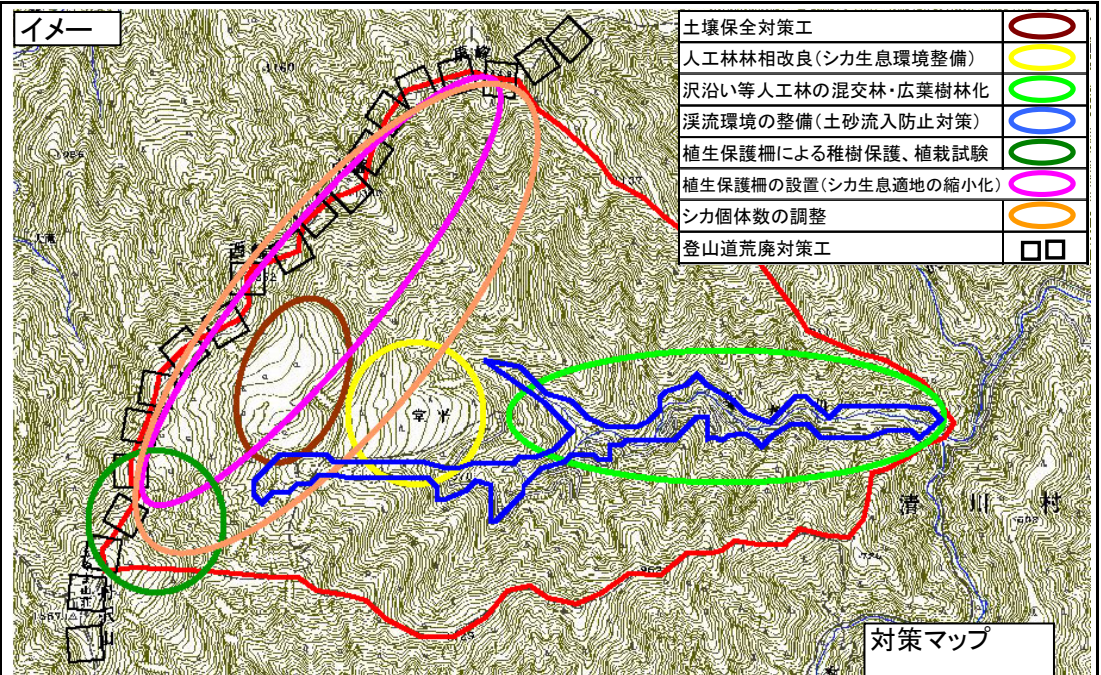 イメー
土壌保全対策工
人工林林相改良(シカ生息環境整備)
沢沿い等人工林の混交林・広葉樹林化
渓流環境の整備(土砂流入防止対策)
植生保護柵による稚樹保護、植栽試験
植生保護柵の設置(シカ生息適地の縮小化)
シカ個体数の調整
登山道荒廃対策工
堂平
清川村
対策マップ